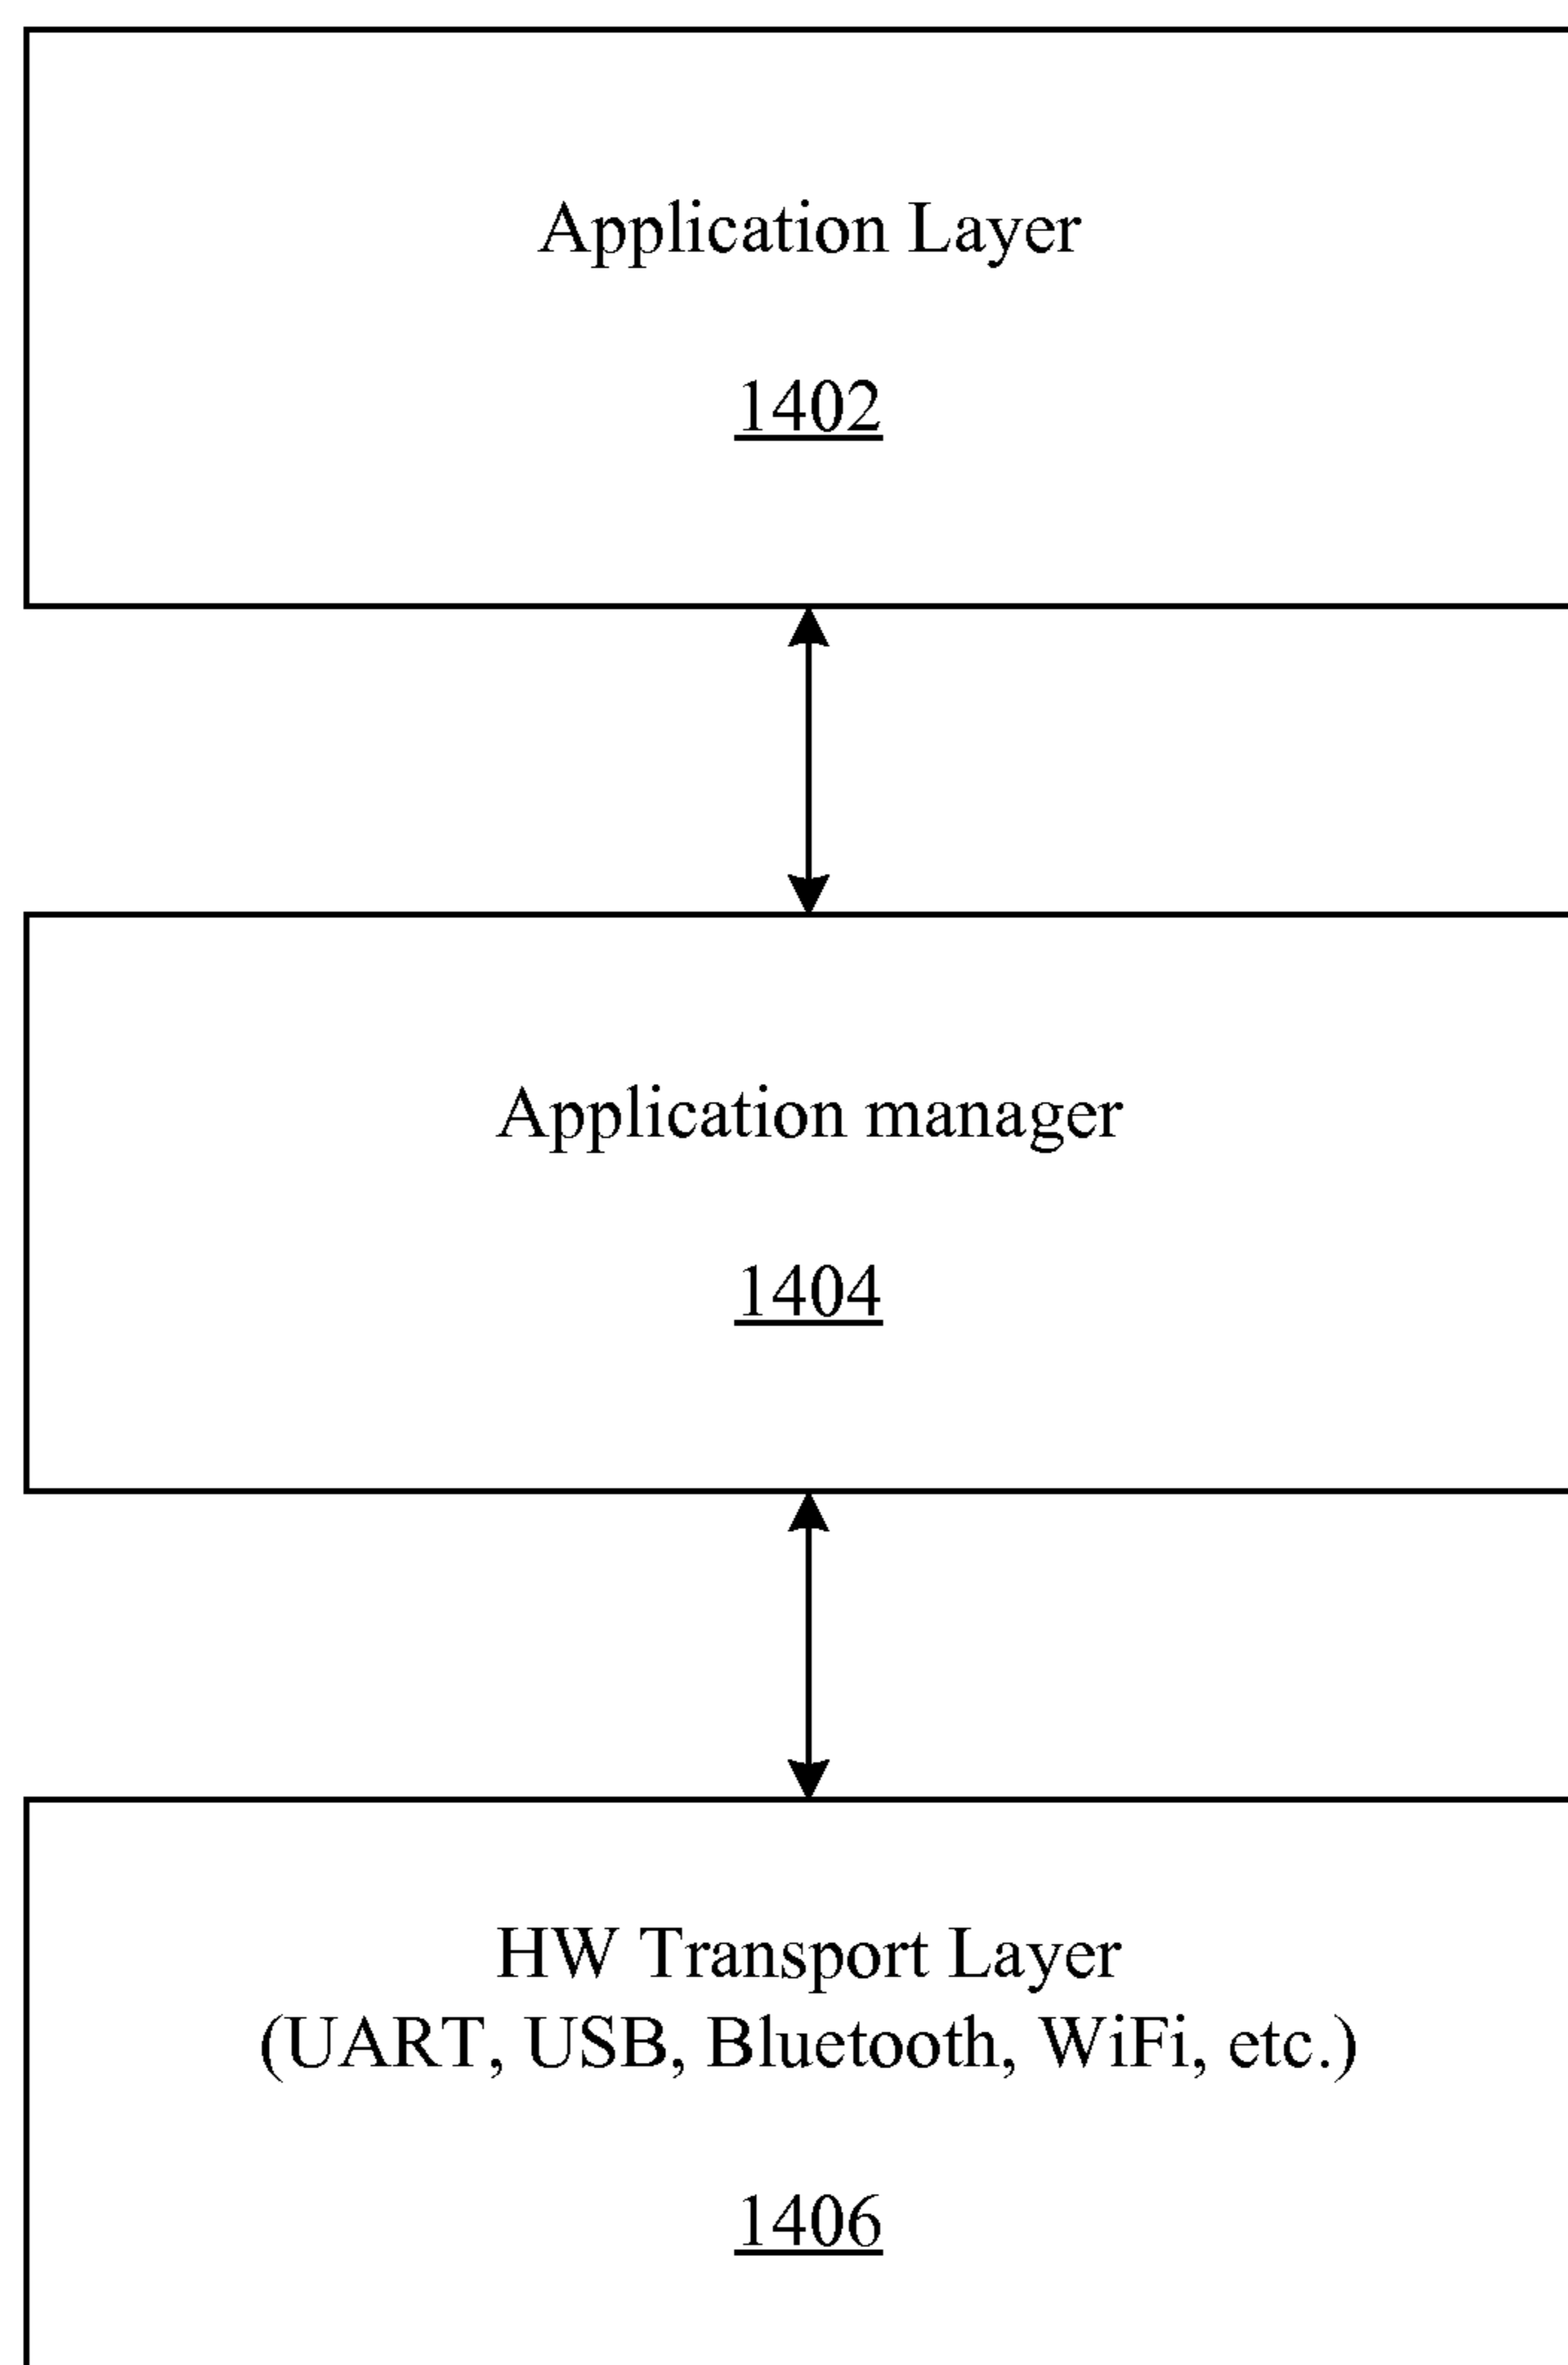 Application Layer
1402
Application manager
1404
HW Transport Layer
(UART, USB, Bluetooth, WiFi, etc.)
1406